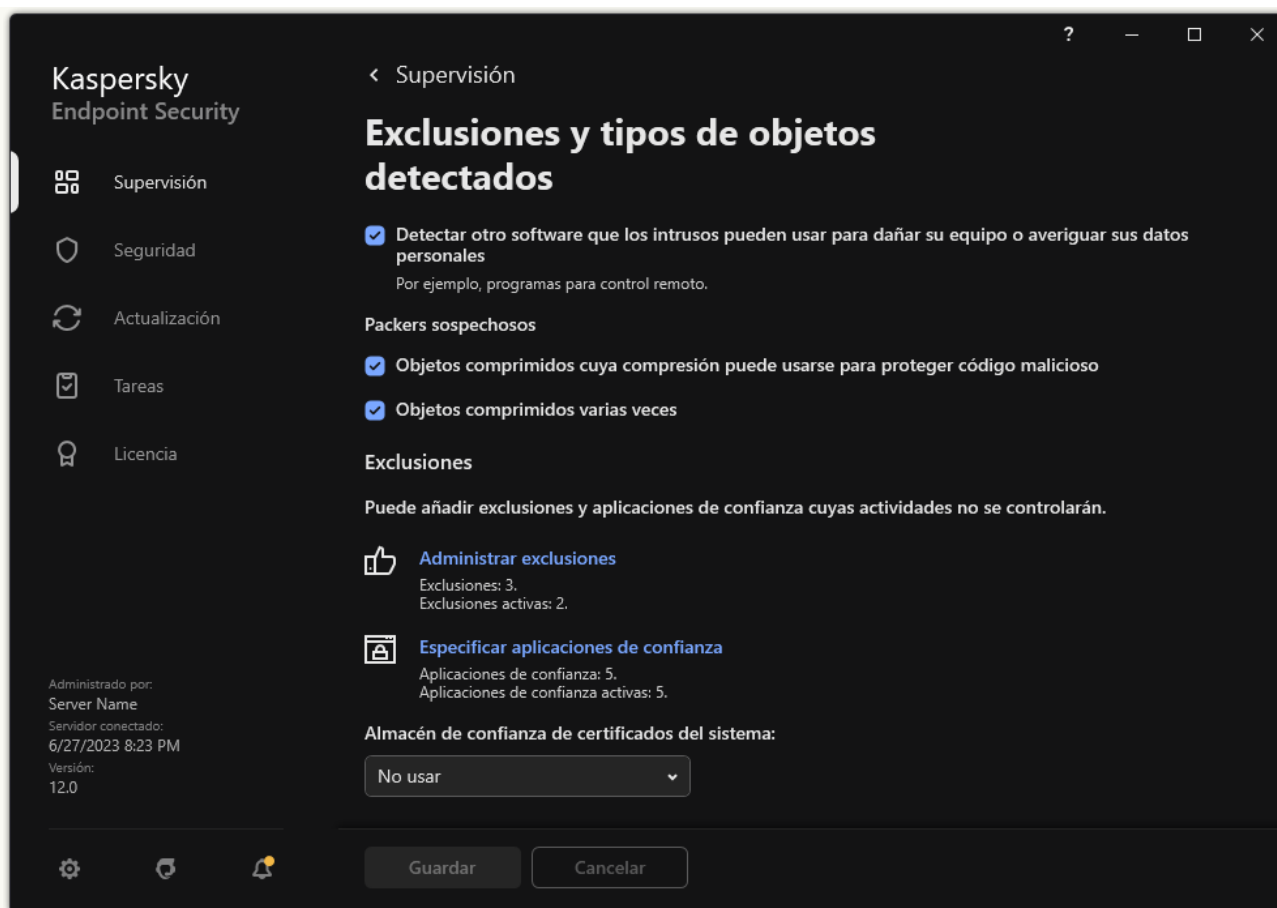 ?
Kaspersky
Endpoint Security
Supervisión
Seguridad
Actualización
Tareas
Licencia
Administrado por:
Server Name
Servidor conectado:
6/27/2023 8:23 PM
Versión:
12.0
Supervisión
Exclusiones y tipos de objetos
detectados
Detectar otro software que los intrusos pueden usar para dañar su equipo o averiguar sus datos
personales
Por ejemplo, programas para control remoto.
Packers sospechosos
Objetos comprimidos cuya compresión puede usarse para proteger código malicioso
Objetos comprimidos varias veces
Exclusiones
Puede añadir exclusiones y aplicaciones de confianza cuyas actividades no se controlarán.
Administrar exclusiones
Exclusiones: 3.
Exclusiones activas: 2.
Especificar aplicaciones de confianza
Aplicaciones de confianza: 5.
Aplicaciones de confianza activas: 5.
Almacén de confianza de certificados del sistema:
No usar
Guardar
Cancelar